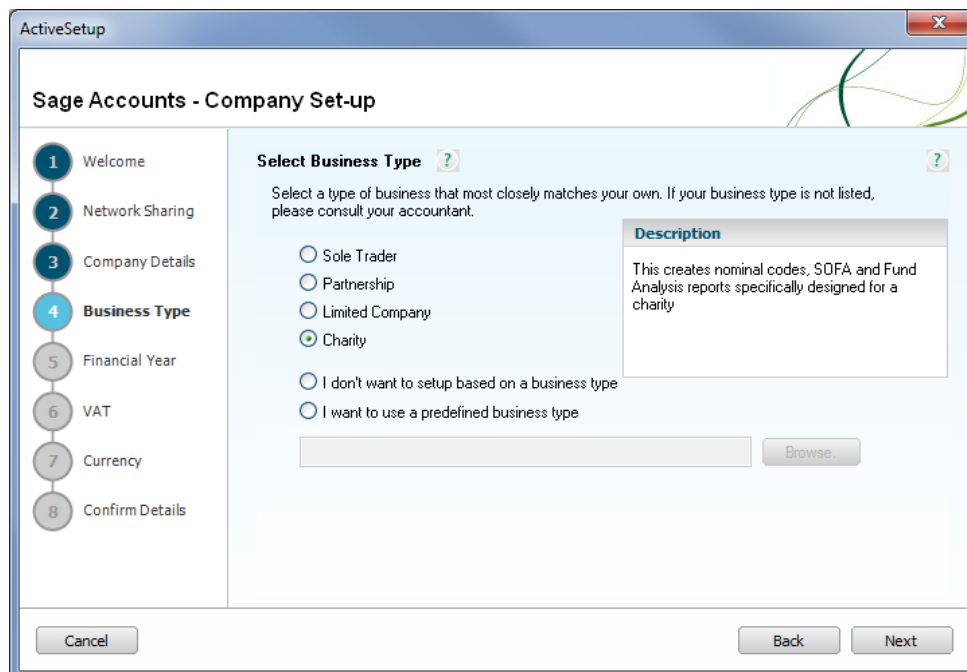 ActiveSetup
Sage Accounts - Company Set-up
1 Welcome
2 Network Sharing
3 Company Details
4 Business Type
5 Financial Year
6 VAT
7 Currency
8 Confirm Details
Select Business Type ?
?
Select a type of business that most closely matches your own. If your business type is not listed,
please consult your accountant.
Sole Trader
Partnership
Limited Company
Charity
I don't want to setup based on a business type
I want to use a predefined business type
Description
This creates nominal codes, SOFA and Fund
Analysis reports specifically designed for a
charity
Browse.
Cancel
Back
Next